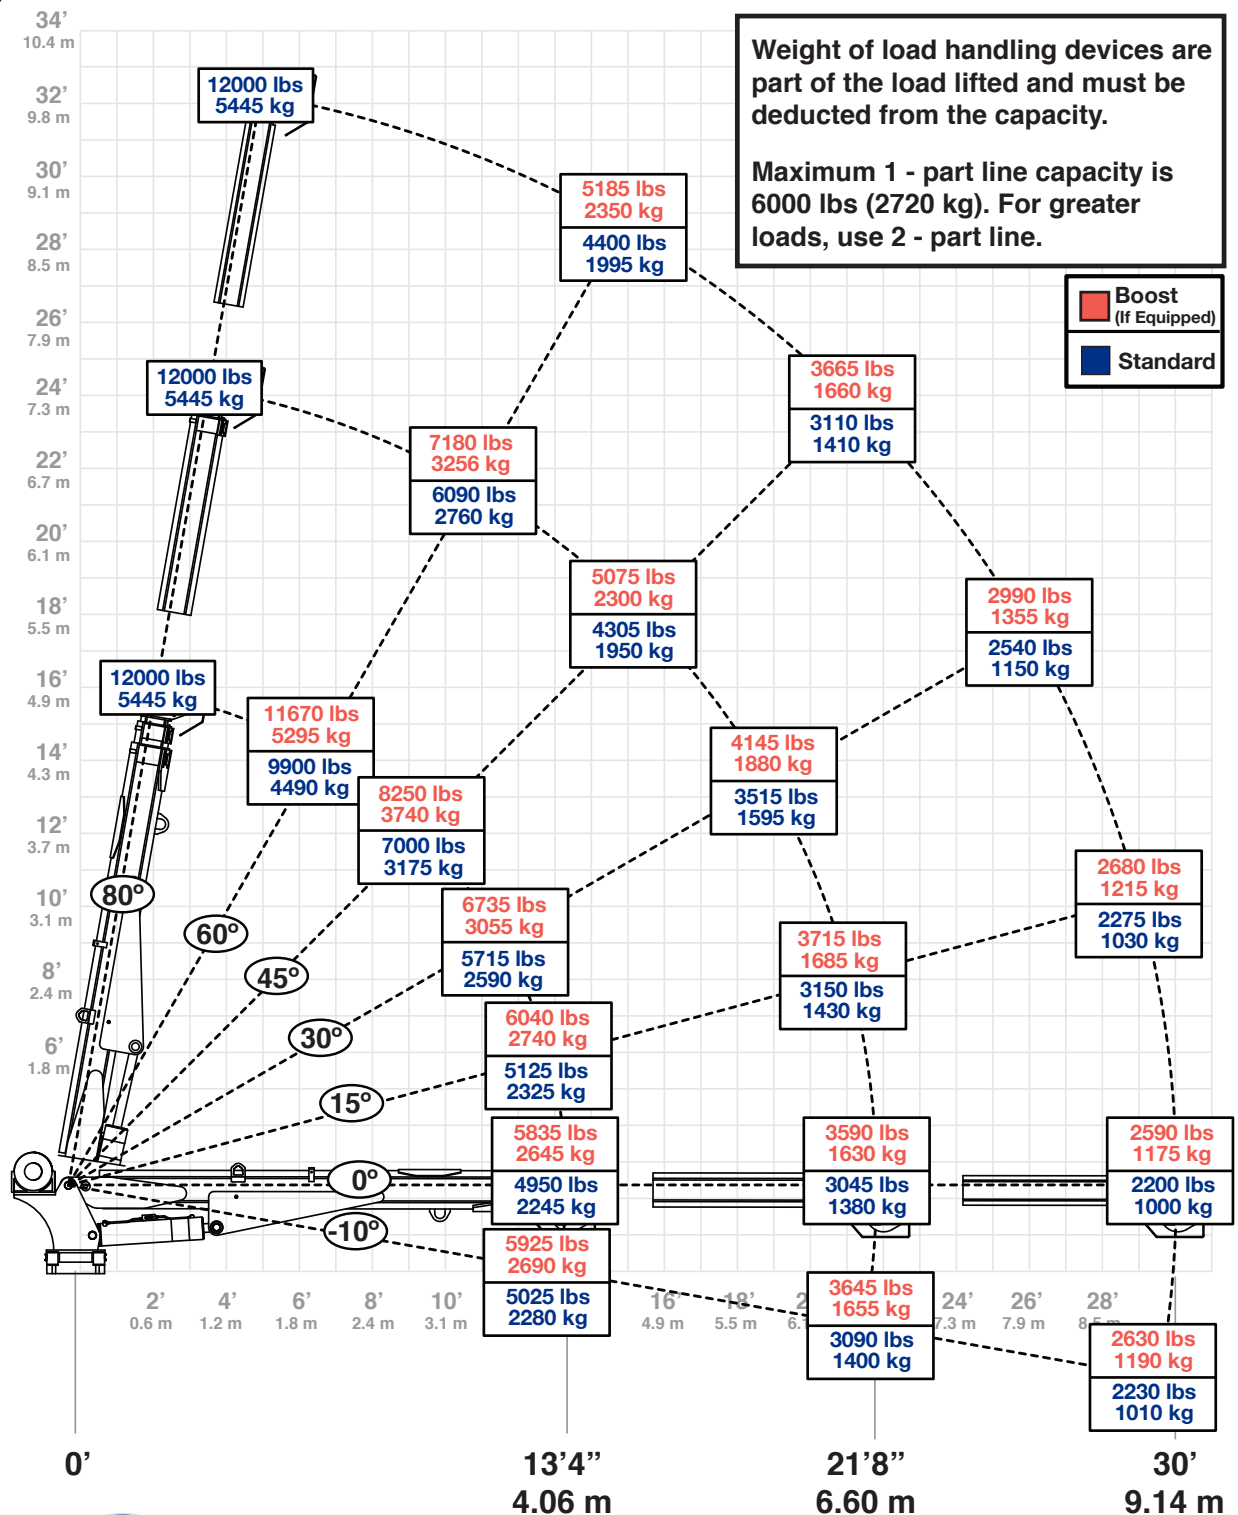 34’
10.4 m
32’
9.8 m
30’
9.1 m
28’
8.5 m
26’
7.9 m
24’
7.3 m
22’
6.7 m
20’
6.1 m
18’
5.5 m
16’
4.9 m
14’
4.3 m
12’
3.7 m
10’
3.1 m
8’
2.4 m
6’
1.8 m
Weight of load handling devices are
part of the load lifted and must be
deducted from the capacity.
Maximum 1 - part line capacity is
6000 lbs (2720 kg). For greater
loads, use 2 - part line.
Boost
(If Equipped)
Standard
12000 lbs
5445 kg
5185 lbs
2350 kg
4400 lbs
1995 kg
3665 lbs
1660 kg
3110 lbs
1410 kg
12000 lbs
5445 kg
7180 lbs
3256 kg
6090 lbs
2760 kg
5075 lbs
2300 kg
4305 lbs
1950 kg
2990 lbs
1355 kg
2540 lbs
1150 kg
12000 lbs
5445 kg
11670 lbs
5295 kg
9900 lbs
4490 kg
8250 lbs
3740 kg
7000 lbs
3175 kg
4145 lbs
1880 kg
3515 lbs
1595 kg
6735 lbs
3055 kg
5715 lbs
2590 kg
3715 lbs
1685 kg
3150 lbs
1430 kg
2680 lbs
1215 kg
2275 lbs
1030 kg
6040 lbs
2740 kg
5125 lbs
2325 kg
5835 lbs
2645 kg
4950 lbs
2245 kg
3590 lbs
1630 kg
3045 lbs
1380 kg
2590 lbs
1175 kg
2200 lbs
1000 kg
5925 lbs
2690 kg
5025 lbs
2280 kg
3645 lbs
1655 kg
3090 lbs
1400 kg
2630 lbs
1190 kg
2230 lbs
1010 kg
80º
60º
45º
30º
15º
0º
-10º
2’ 4’ 6’ 8’ 10’ 16’ 18’ 24’ 26’ 28’
0.6 m 1.2 m 1.8 m 2.4 m 3.1 m 4.9 m 5.5 m 7.3 m 7.9 m
0’ 13’4” 21’8” 30’
4.06 m 6.60 m 9.14 m